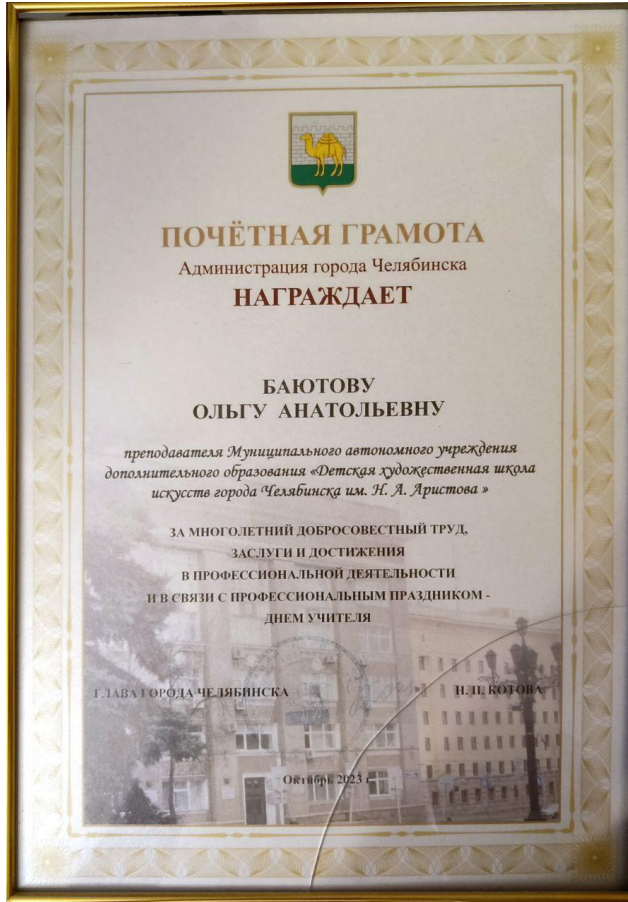 ПОЧЁТНАЯ ГРАМОТА
Администрация города Челябинска
НАГРАЖДАЕТ
БАЮТОВУ
ОЛЬГУ АНАТОЛЬЕВНУ
преподавателя Муниципального автономного учреждения
дополнительного образования «Детская художественная школа
искусств города Челябинска им. Н. А. Аристова »
ЗА МНОГОЛЕТНИЙ ДОБРОСОВЕСТНЫЙ ТРУД,
ЗАСЛУГИ И ДОСТИЖЕНИЯ
В ПРОФЕССИОНАЛЬНОЙ ДЕЯТЕЛЬНОСТИ
И В СВЯЗИ С ПРОФЕССИОНАЛЬНЫМ ПРАЗДНИКОМ -
ДНЕМ УЧИТЕЛЯ
ГЛАВА ГОРОДА ЧЕЛЯБИНСКА Н. П. КОТОВА
Октябрь 2023 г.